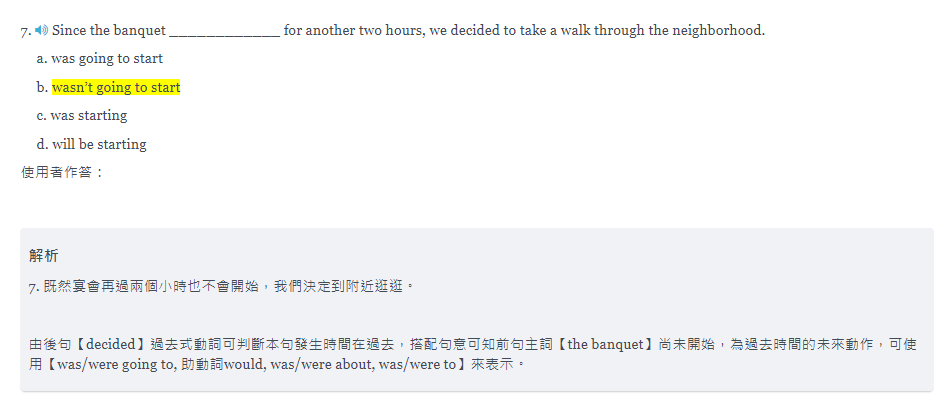 7. Since the banquet _____________ for another two hours, we decided to take a walk through the neighborhood.
a. was going to start
b. wasn't going to start
c. was starting
d. will be starting
使用者作答：
解析
7. 既然宴會再過兩個小時也不會開始，我們決定到附近逛逛。
由後句【decided】過去式動詞可判斷本句發生時間在過去，搭配句意可知前句主詞【the banquet】尚未開始，為過去時間的未來動作，可使
用【was/were going to, 助動詞would, was/were about, was/were to】來表示。